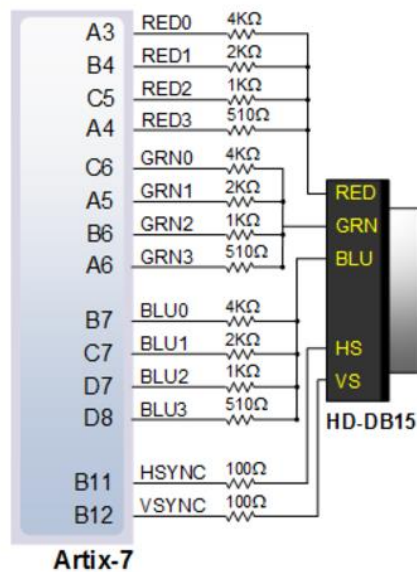 A3 RED0 4KΩ
B4 RED1 2KΩ
C5 RED2 1KΩ
A4 RED3 510Ω
C6 GRN0 4KΩ
A5 GRN1 2KΩ
B6 GRN2 1KΩ
A6 GRN3 510Ω
B7 BLU0 4KΩ
C7 BLU1 2KΩ
D7 BLU2 1KΩ
D8 BLU3 510Ω
B11 HSYNC 100Ω
B12 VSYNC 100Ω
Artix-7
RED
GRN
BLU
HS
VS
HD-DB15